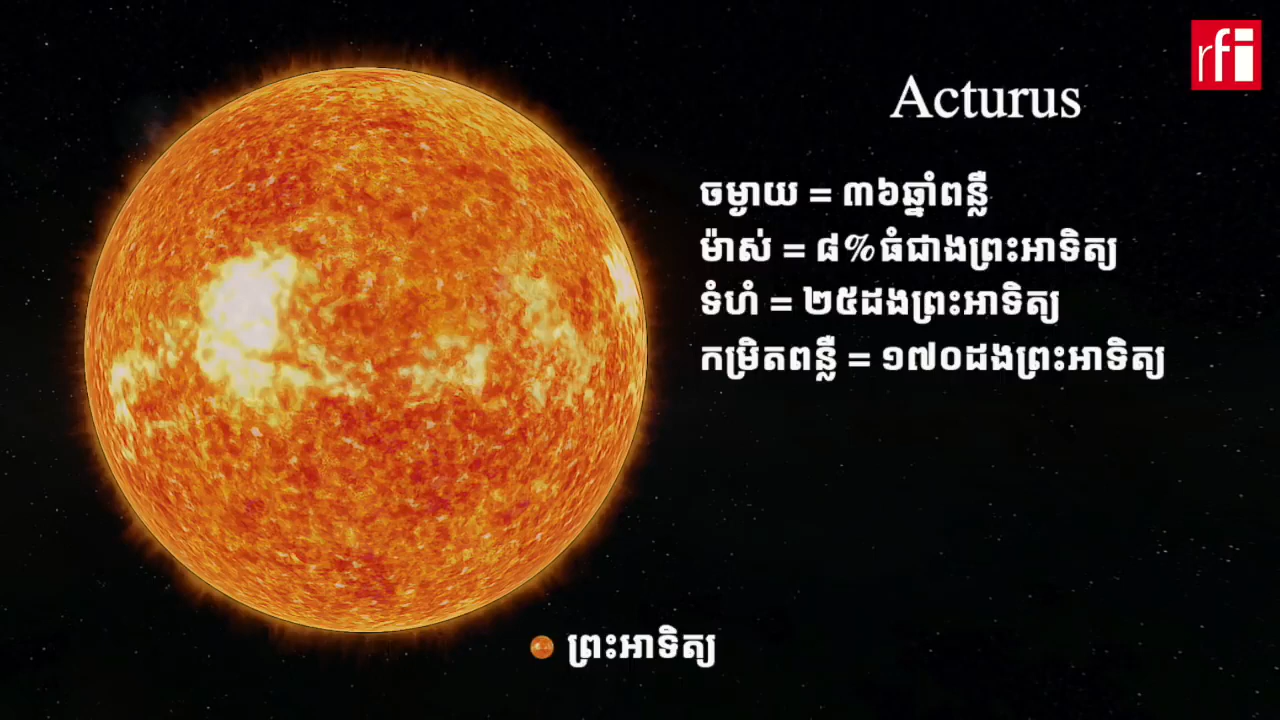 rfi
Acturus
ចម្ងាយ = ៣៦ឆ្នាំពន្លឺ
ម៉ាស់ = ៨%ធំជាងព្រះអាទិត្យ
ទំហំ = ២៥ដងព្រះអាទិត្យ
កម្រិតពន្លឺ = ១៧០ដងព្រះអាទិត្យ
ព្រះអាទិត្យ